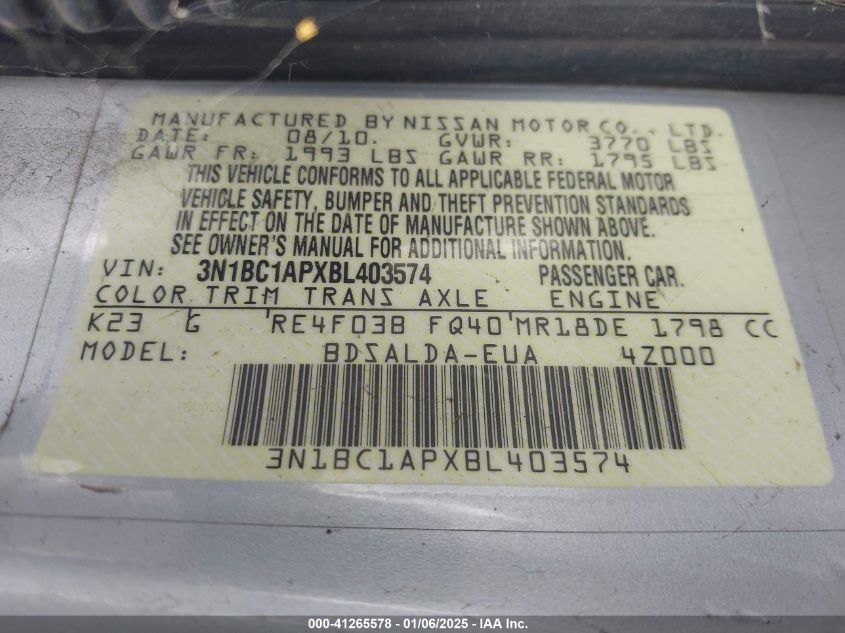 MANUFACTURED BY NISSAN MOTOR CO., LTD.
DATE: 08/10. GVWR: 3770 LBS
GAWR FR: 1993 LBS GAWR RR: 1795 LBS
THIS VEHICLE CONFORMS TO ALL APPLICABLE FEDERAL MOTOR
VEHICLE SAFETY, BUMPER AND THEFT PREVENTION STANDARDS
IN EFFECT ON THE DATE OF MANUFACTURE SHOWN ABOVE.
SEE OWNER'S MANUAL FOR ADDITIONAL INFORMATION.
VIN: 3N1BC1APXBL403574 PASSENGER CAR.
COLOR TRIM TRANS AXLE ENGINE
K23 G RE4F03B FQ40 MR18DE 1798 CC
MODEL: BDSALDA-EUA 4Z000
3N1BC1APXBL403574
000-41265578 - 01/06/2025 - IAA Inc.